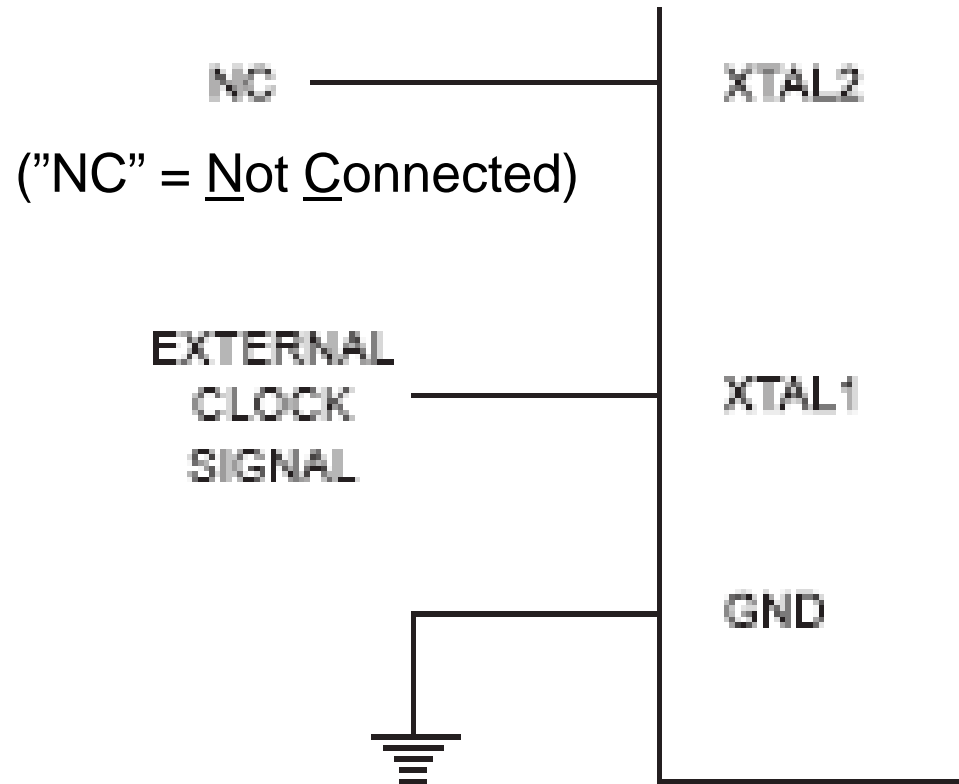 NC XTAL2
(”NC” = Not Connected)
EXTERNAL
CLOCK XTAL1
SIGNAL
GND